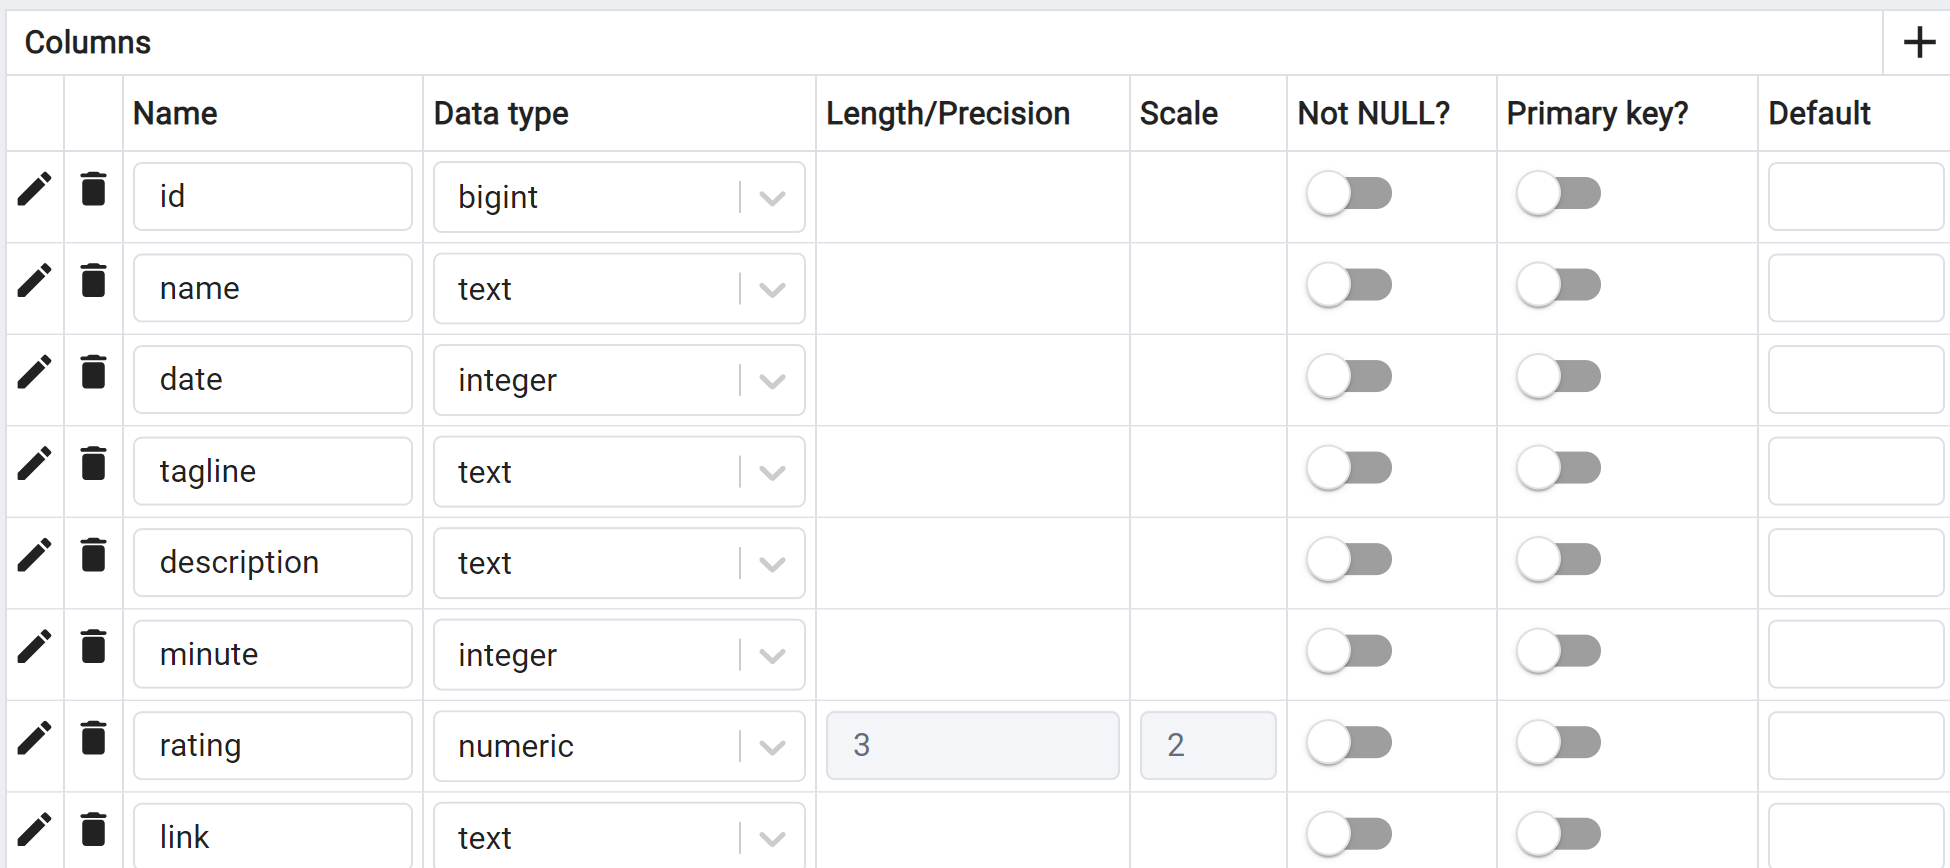 Columns
Name Data type Length/Precision Scale Not NULL? Primary key? Default
id bigint
name text
date integer
tagline text
description text
minute integer
rating numeric 3 2
link text